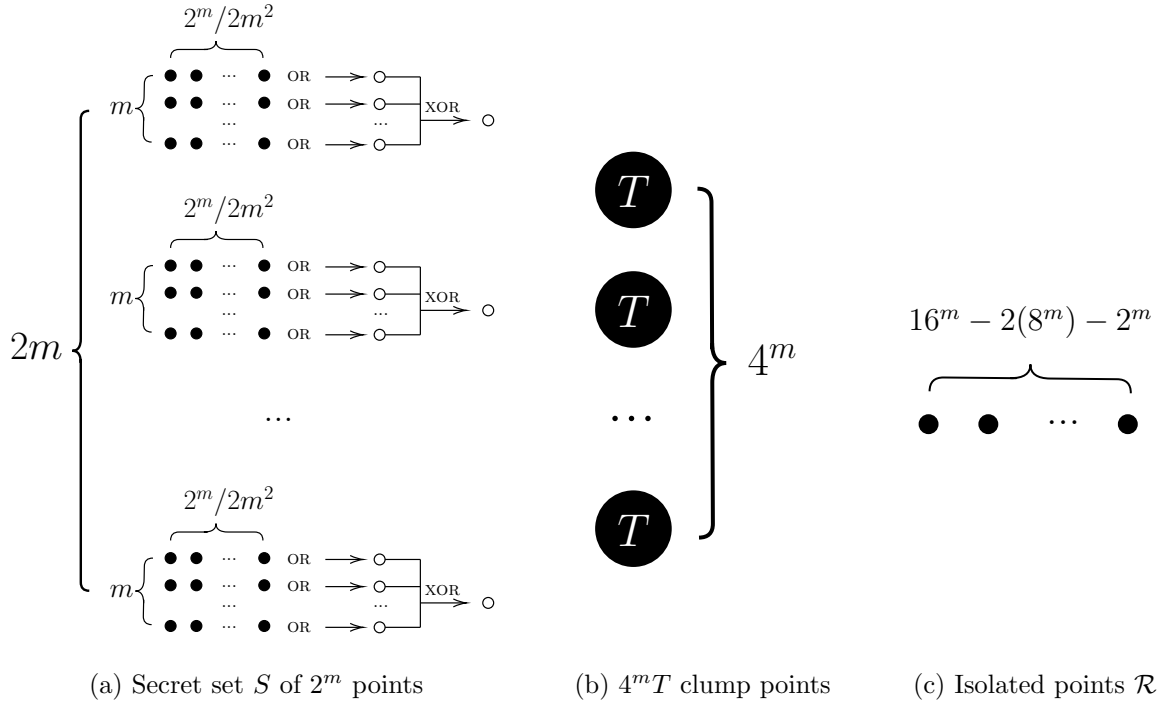 2^m/2m^2
m
... OR
... OR
... ... XOR
... OR
2^m/2m^2
m
... OR
... OR
... ... XOR
... OR
2m
...
2^m/2m^2
m
... OR
... OR
... ... XOR
... OR
(a) Secret set S of 2^m points
T
T
...
T
4^m
(b) 4^m T clump points
16^m − 2(8^m) − 2^m
...
(c) Isolated points ℛ